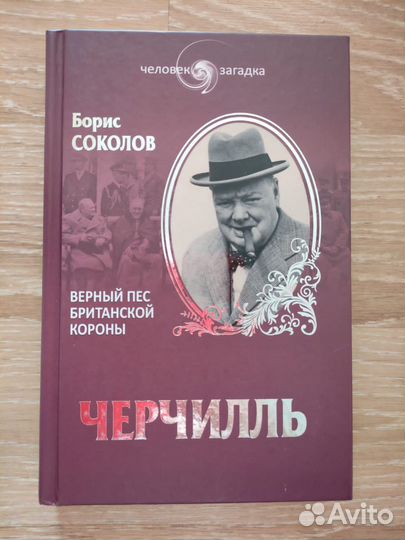 человек загадка
Борис
СОКОЛОВ
ВЕРНЫЙ ПЕС
БРИТАНСКОЙ
КОРОНЫ
ЧЕРЧИЛЛЬ
Avito